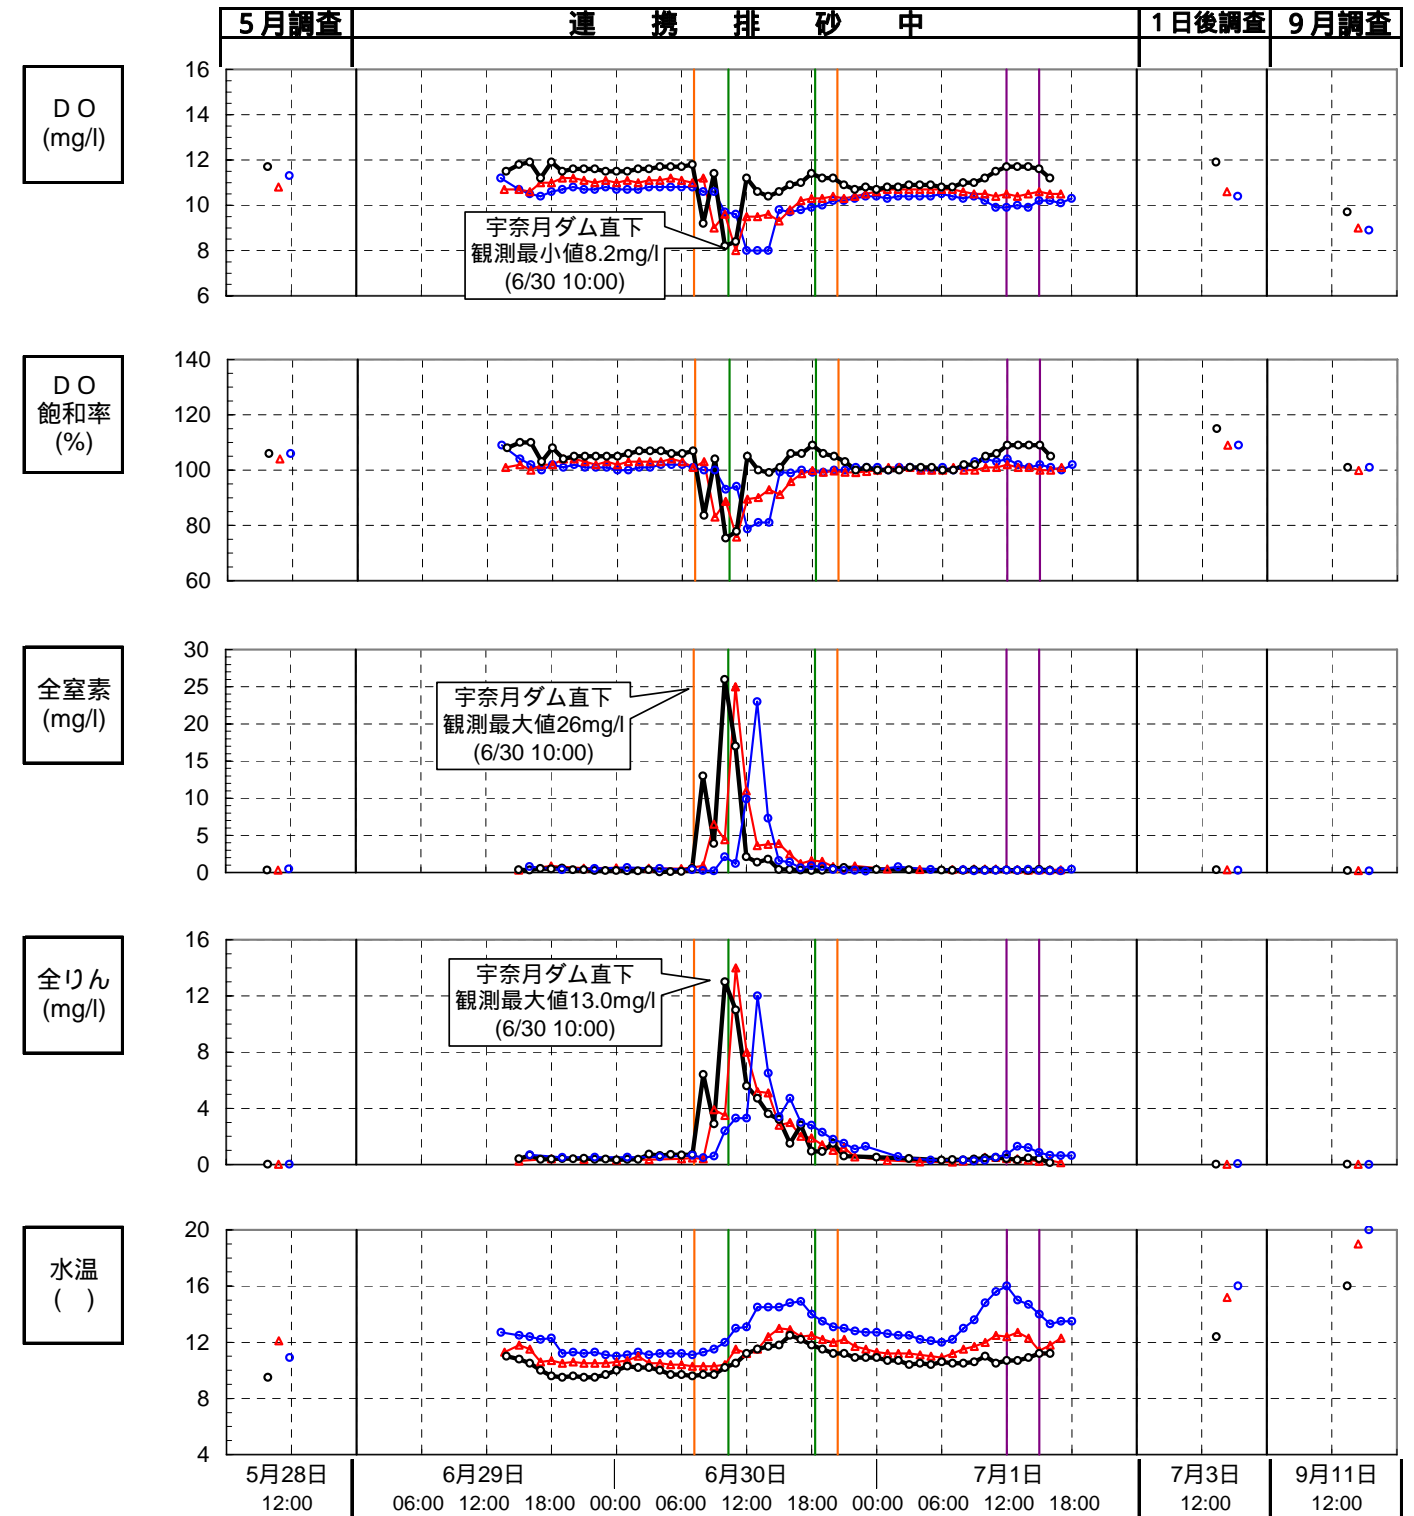 5月調査 連携排砂中 1日後調査 9月調査
DO
(mg/l)
16
14
12
10
8
6
宇奈月ダム直下
観測最小値8.2mg/l
(6/30 10:00)
DO
飽和率
(%)
140
120
100
80
60
全窒素
(mg/l)
30
25
20
15
10
5
0
宇奈月ダム直下
観測最大値26mg/l
(6/30 10:00)
全りん
(mg/l)
16
12
8
4
0
宇奈月ダム直下
観測最大値13.0mg/l
(6/30 10:00)
水温
( )
20
16
12
8
4
5月28日 6月29日 6月30日 7月1日 7月3日 9月11日
12:00 06:00 12:00 18:00 00:00 06:00 12:00 18:00 00:00 06:00 12:00 18:00 12:00 12:00